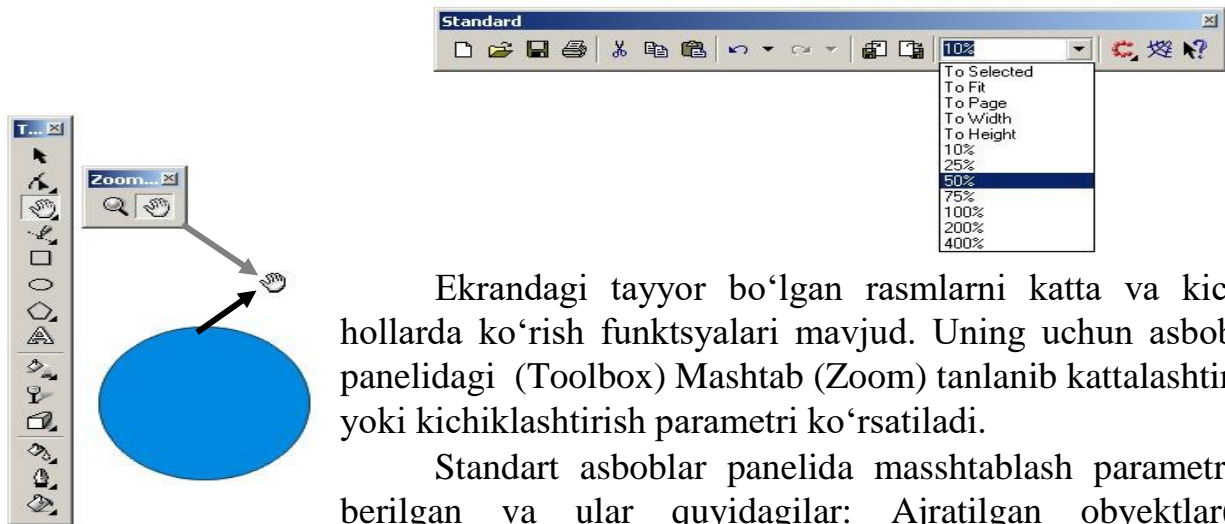 Standard
10%
To Selected
To Fit
To Page
To Width
To Height
10%
25%
50%
75%
100%
200%
400%
T...
Zoom...
Ekrandagi tayyor bo‘lgan rasmlarni katta va kic
hollarda ko‘rish funktsyalari mavjud. Uning uchun asbob
panelidagi (Toolbox) Mashtab (Zoom) tanlanib kattalashtir
yoki kichiklashtirish parametri ko‘rsatiladi.
Standart asboblar panelida masshtablash parametr
berilgan va ular quyidagilar: Ajratilgan obyektlar